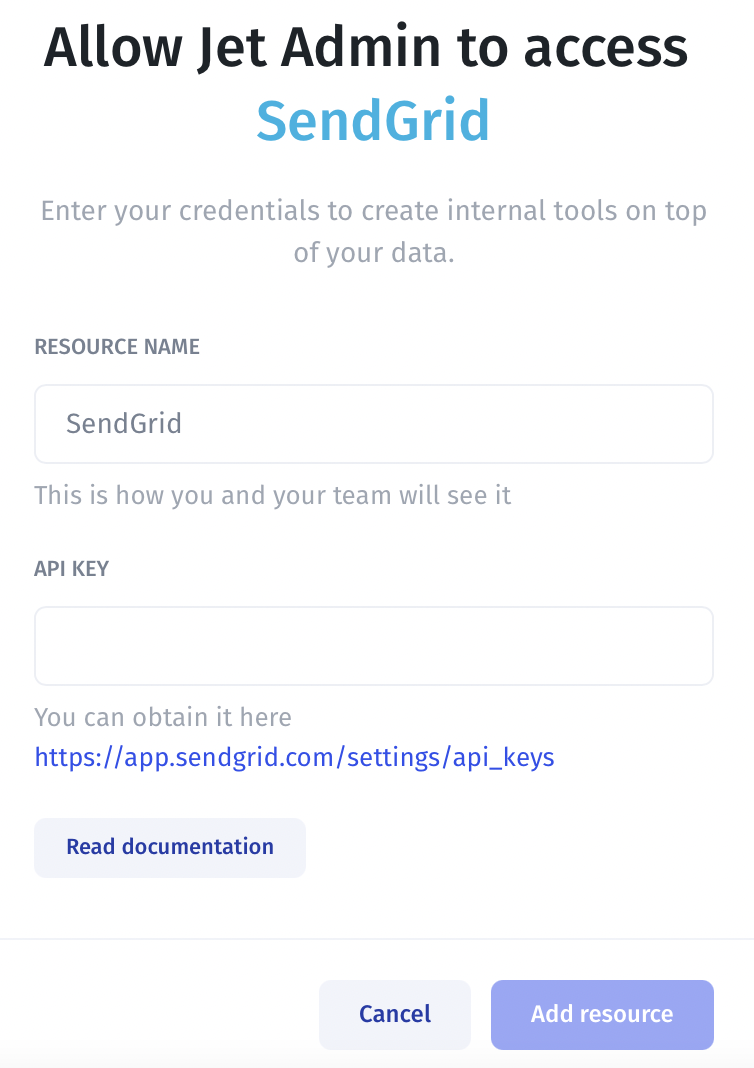 Allow Jet Admin to access
SendGrid
Enter your credentials to create internal tools on top
of your data.
RESOURCE NAME
SendGrid
This is how you and your team will see it
API KEY
You can obtain it here
https://app.sendgrid.com/settings/api_keys
Read documentation
Cancel
Add resource